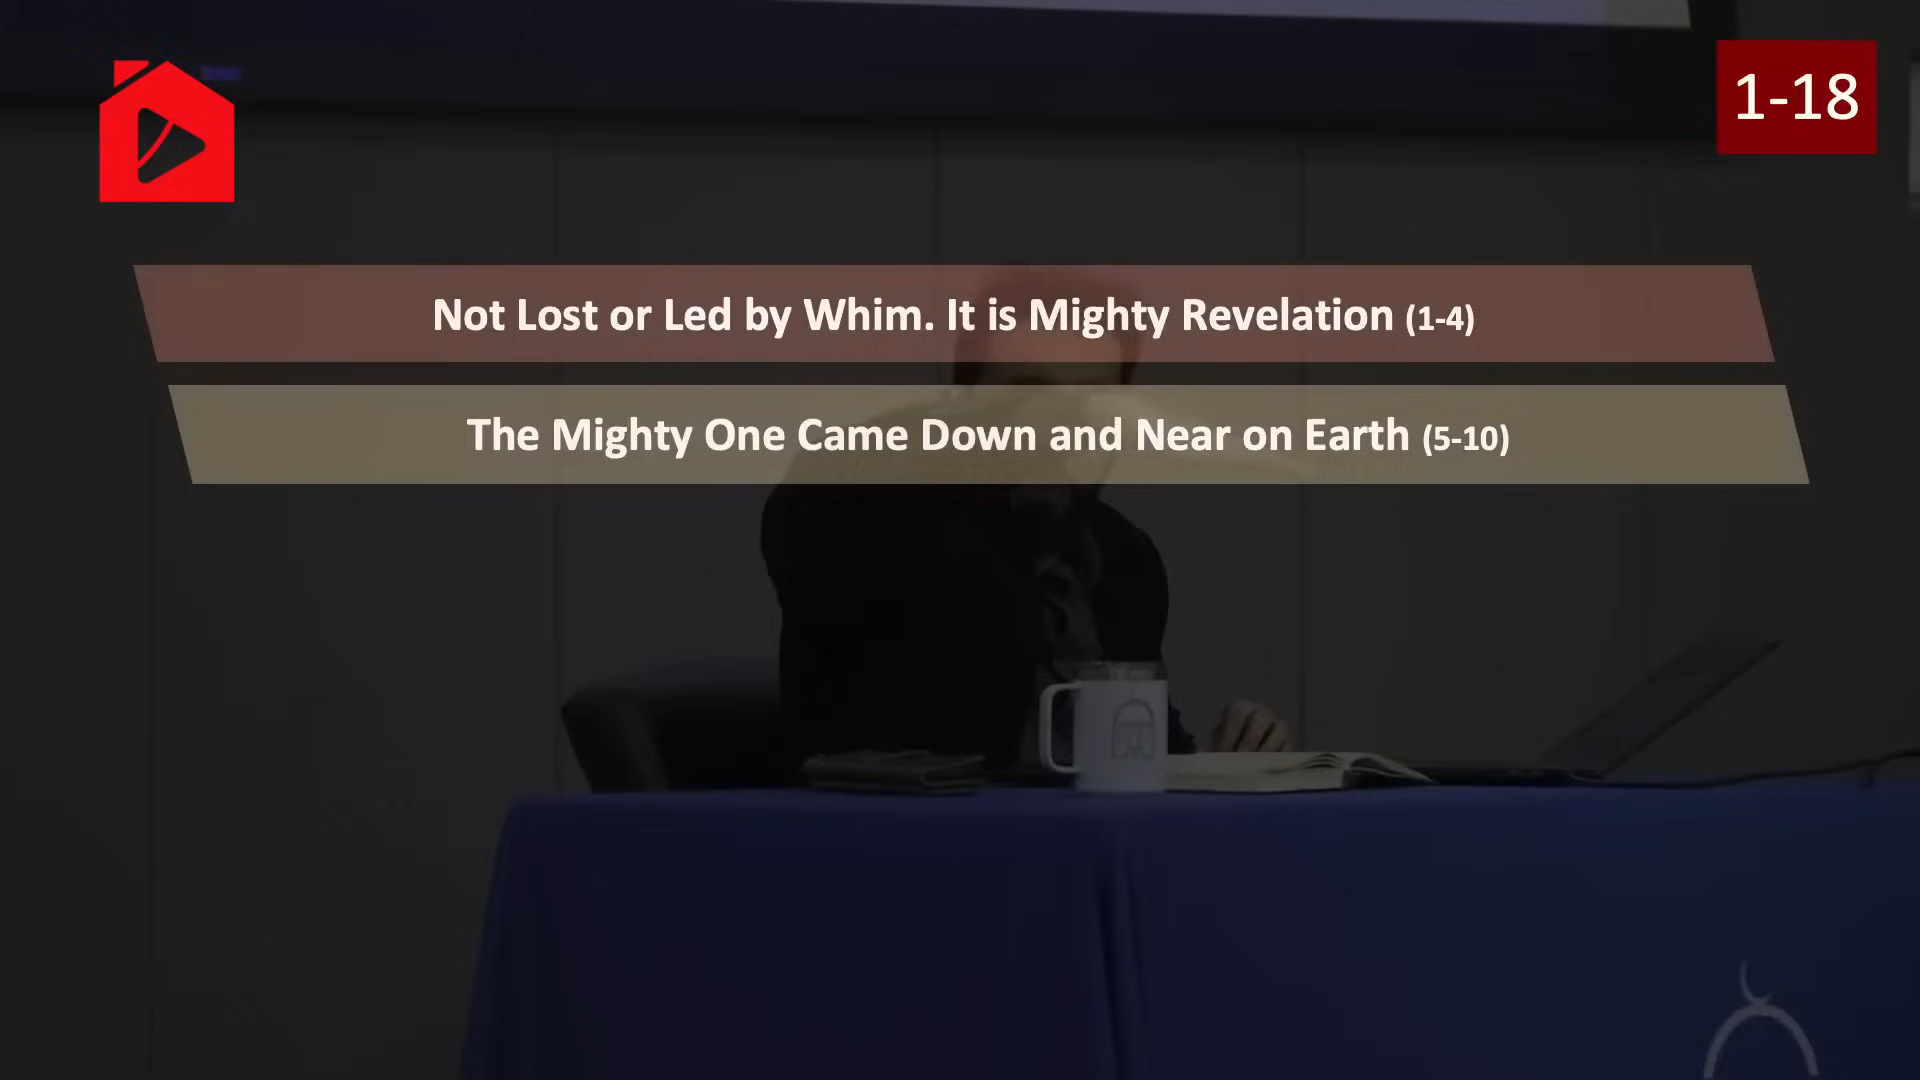 1-18
Not Lost or Led by Whim. It is Mighty Revelation (1-4)
The Mighty One Came Down and Near on Earth (5-10)